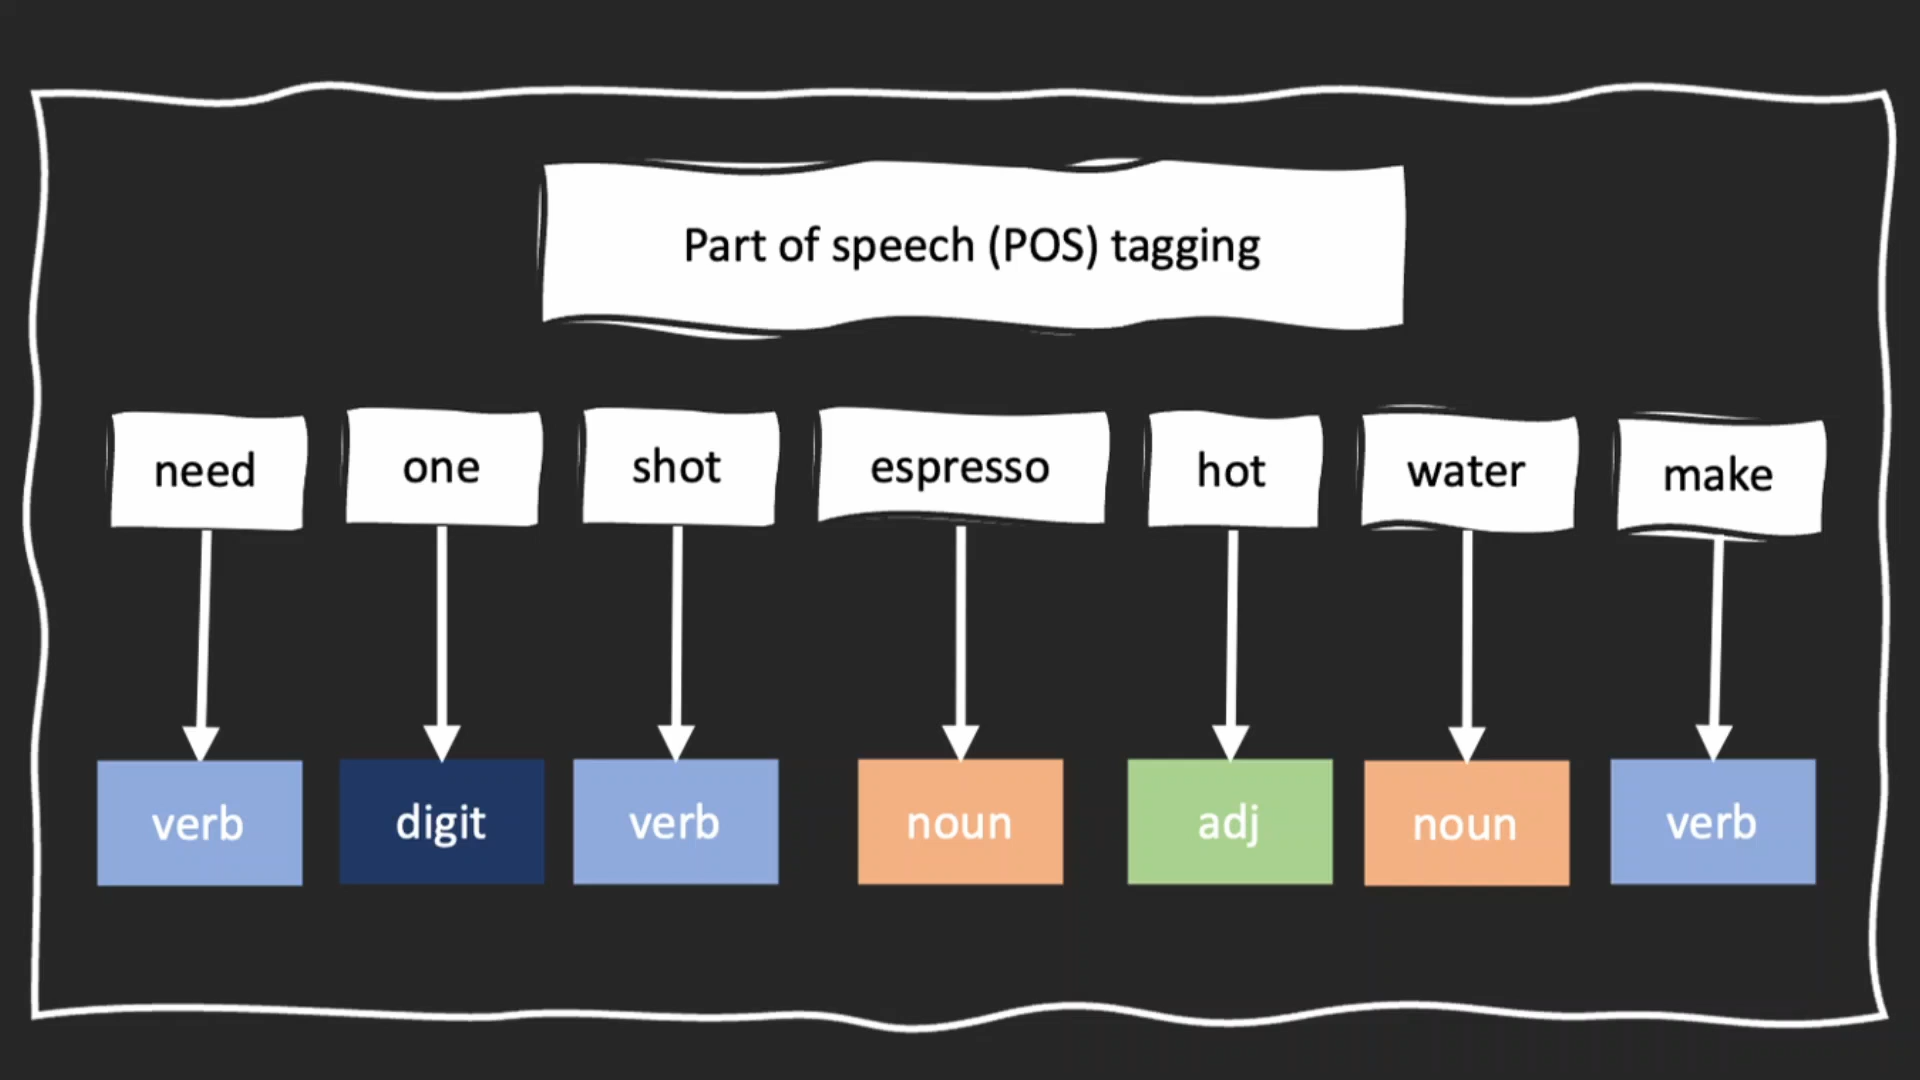 Part of speech (POS) tagging
need one shot espresso hot water make
verb digit verb noun adj noun verb